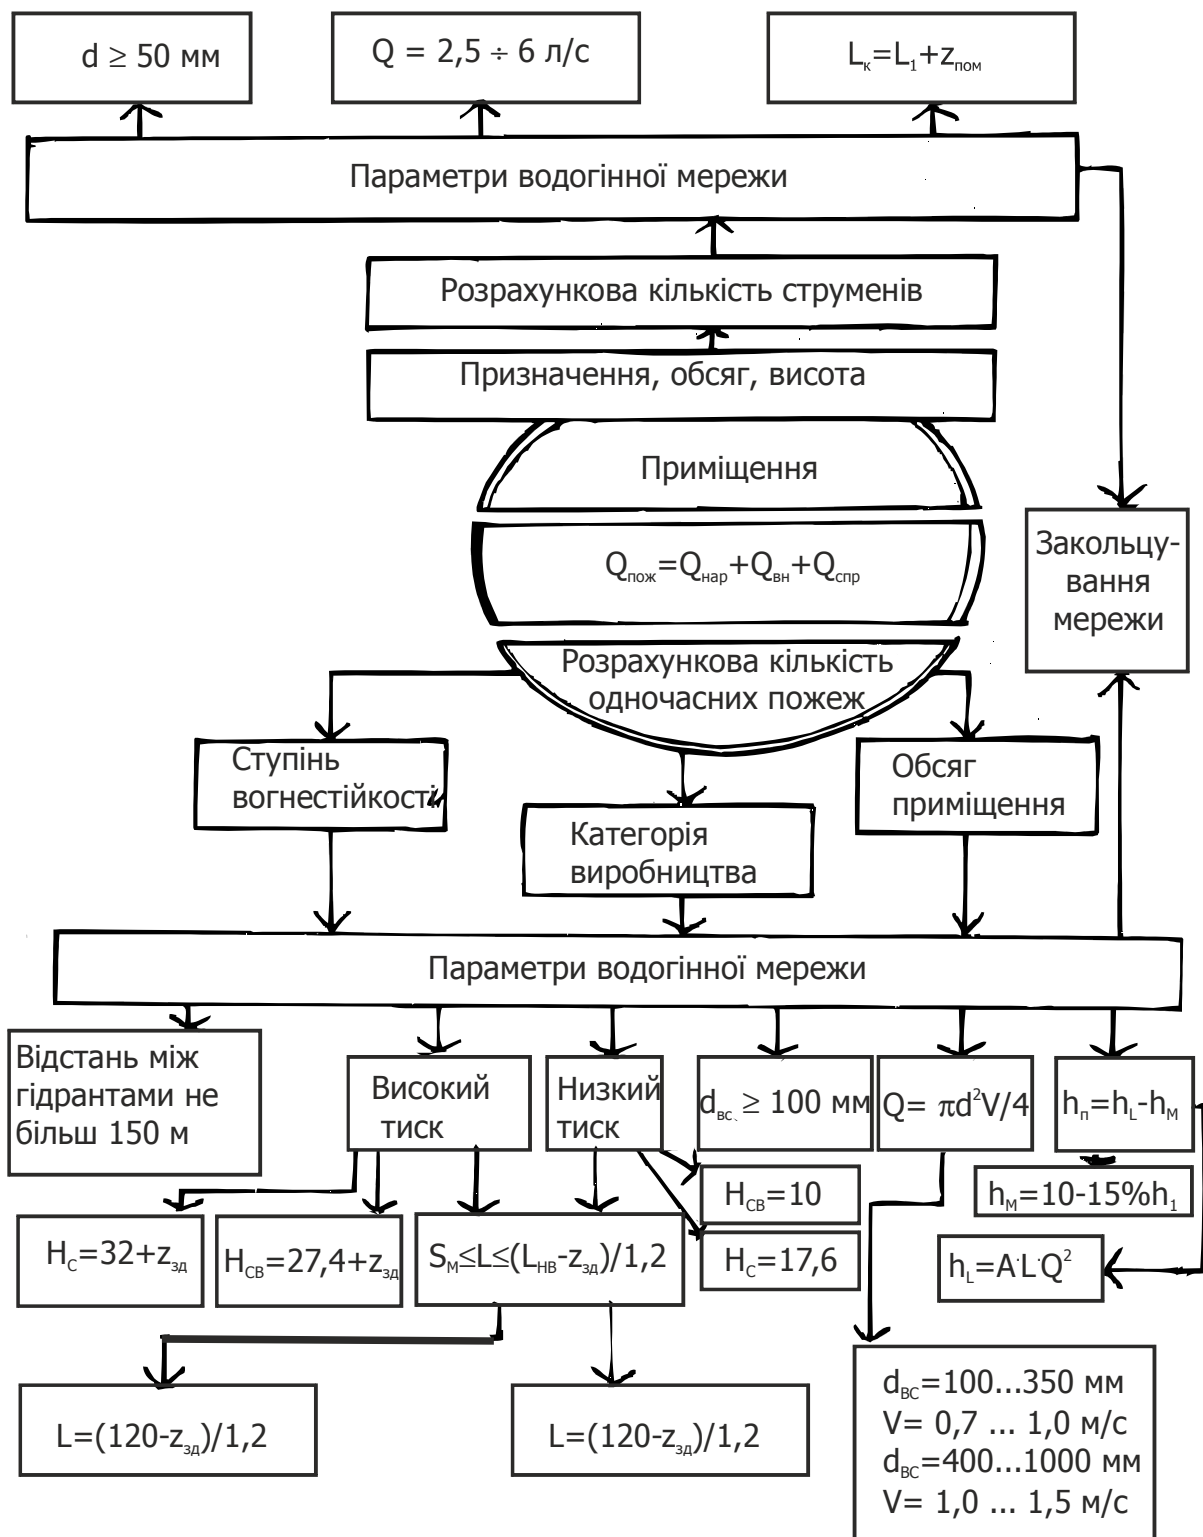 d ≥ 50 мм
Q = 2,5 ÷ 6 л/с
Lк=L1+zпом
Параметри водогінної мережи
Розрахункова кількість струменів
Призначення, обсяг, висота
Приміщення
Qпож=Qнар+Qвн+Qспр
Закольцу-
вання
мережи
Розрахункова кількість
одночасних пожеж
Ступінь
вогнестійкості
Обсяг
приміщення
Категорія
виробництва
Параметри водогінної мережи
Відстань між
гідрантами не
більш 150 м
Високий
тиск
Низкий
тиск
dвс. ≥ 100 мм
Q= πd²V/4
hп=hL-hМ
HСВ=10
hМ=10-15%h1
HС=32+zзд
HСВ=27,4+zзд
SМ≤L≤(LНВ-zзд)/1,2
HС=17,6
hL=A·L·Q²
L=(120-zзд)/1,2
L=(120-zзд)/1,2
dВС=100...350 мм
V= 0,7 ... 1,0 м/с
dВС=400...1000 мм
V= 1,0 ... 1,5 м/с